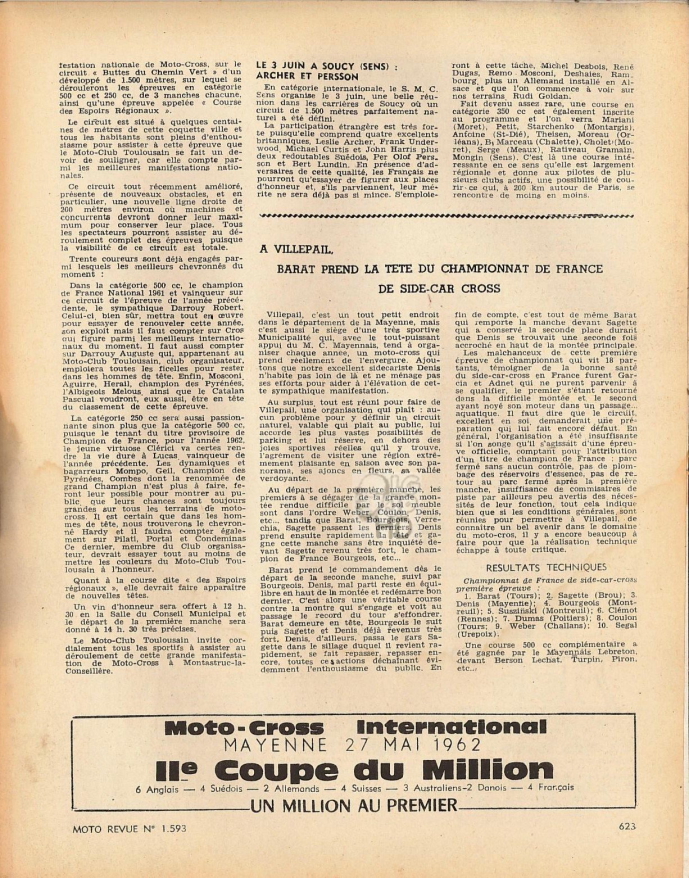 festation nationale de Moto-Cross, sur le
circuit « Buttes du Chemin Vert » d'un
développé de 1.500 mètres, sur lequel se
dérouleront les épreuves en catégorie
500 cc et 250 cc, de 3 manches chacune,
ainsi qu'une épreuve appelée « Course
des Espoirs Régionaux ».
Le circuit est situé à quelques centai-
nes de mètres de cette coquette ville et
tous les habitants sont pleins d'enthou-
siasme pour assister à cette épreuve que
le Moto-Club Toulousain se fait un de-
voir de souligner, car elle compte par-
mi les meilleures manifestations natio-
nales.
Ce circuit tout récemment amélioré,
présente de nouveaux obstacles, et en
particulier, une nouvelle ligne droite de
200 mètres environ où machines et
concurrents devront donner leur maxi-
mum pour conserver leur place. Tous
les spectateurs pourront assister au dé-
roulement complet des épreuves puisque
la visibilité de ce circuit est totale.
Trente coureurs sont déjà engagés par-
mi lesquels les meilleurs chevronnés du
moment :
Dans la catégorie 500 cc, le champion
de France National 1961 et vainqueur sur
ce circuit de l'épreuve de l'année précé-
dente, le sympathique Darrouy Robert.
Celui-ci, bien sûr, mettra tout en œuvre
pour essayer de renouveler cette année,
son exploit mais il faut compter sur Cros
qui figure parmi les meilleurs internatio-
naux du moment. Il faut aussi compter
sur Darrouy Auguste qui, appartenant au
Moto-Club Toulousain, club organisateur,
emploiera toutes les ficelles pour rester
dans les hommes de tête. Enfin, Mosconi,
Aguirre, Herail, champion des Pyrénées,
l'Albigeois Melous, ainsi que le Catalan
Pascual voudront, eux aussi, être en tête
du classement de cette épreuve.
La catégorie 250 cc sera aussi passion-
nante sinon plus que la catégorie 500 cc,
puisque le tenant du titre provisoire de
Champion de France, pour l'année 1962,
le jeune virtuose Clérici va certes ren-
dre la vie dure à Lucas vainqueur de
l'année précédente. Les dynamiques et
bagarreurs Mompo, Geil, Champion des
Pyrénées, Combes dont la renommée de
grand Champion n'est plus à faire, fe-
ront leur possible pour montrer au pu-
blic, que leurs chances sont toujours
grandes sur tous les terrains de moto-
cross. Il est certain que dans les hom-
mes de tête, nous trouverons le chevron-
né Hardy et il faudra compter égale-
ment sur Pilati, Portal et Condeminas
Ce dernier, membre du Club organisa-
teur, devrait essayer tout au moins de
mettre les couleurs du Moto-Club Tou-
lousain à l'honneur.
Quant à la course dite « des Espoirs
régionaux », elle devrait faire apparaître
de nouvelles têtes.
Un vin d'honneur sera offert à 12 h.
30 en la Salle du Conseil Municipal et
le départ de la première manche sera
donné à 14 h. 30 très précises.
Le Moto-Club Toulousain invite cor-
dialement tous les sportifs à assister au
déroulement de cette grande manifesta-
tion de Moto-Cross à Montastruc-la-
Conseillère.
LE 3 JUIN A SOUCY (SENS) :
ARCHER ET PERSSON
En catégorie internationale, le S. M. C.
Sens organise le 3 juin, une belle réu-
nion dans les carrières de Soucy où un
circuit de 1.500 mètres parfaitement na-
turel a été défini.
La participation étrangère est très for-
te puisqu'elle comprend quatre excellents
britanniques, Leslie Archer, Frank Under-
wood, Michael Curtis et John Harris plus
deux redoutables Suédois, Per Olof Pers-
son et Bert Lundin. En présence d'ad-
versaires de cette qualité, les Français ne
pourront qu'essayer de figurer aux places
d'honneur et, s'ils parviennent, leur mé-
rite ne sera déjà pas si mince. S'emploie-
ront à cette tâche, Michel Desbois, René
Dugas, Remo Mosconi, Deshaies, Ram-
bourg, plus un Allemand installé en Al-
sace et que l'on commence à voir sur
nos terrains Rudi Goldan.
Fait devenu assez rare, une course en
catégorie 350 cc est également inscrite
au programme et l'on verra Mariani
(Moret), Petit, Starchenko (Montargis),
Antoine (St-Dié), Theisen, Moreau (Or-
léans), B. Marceau (Chalette), Cholet (Mo-
ret), Serge (Meaux), Rativeau Gramain,
Mongin (Sens). C'est là une course inté-
ressante en ce sens qu'elle est largement
régionale et donne aux pilotes de plu-
sieurs clubs actifs, une possibilité de cou-
rir ce qui, à 200 km autour de Paris, se
rencontre de moins en moins.
A VILLEPAIL,
BARAT PREND LA TETE DU CHAMPIONNAT DE FRANCE
DE SIDE-CAR CROSS
Villepail, c'est un tout petit endroit
dans le département de la Mayenne, mais
c'est aussi le siège d'une très sportive
Municipalité qui, avec le tout-puissant
appui du M. C. Mayennais, tend à orga-
niser chaque année, un moto-cross qui
prend réellement de l'envergure. Ajou-
tons que notre excellent sidecariste Denis
n'habite pas loin de là et ne ménage pas
ses efforts pour aider à l'élévation de cet-
te sympathique manifestation.
Au surplus, tout est réuni pour faire de
Villepail, une organisation qui plaît : au-
cun problème pour y définir un circuit
naturel, valable qui plaît au public, lui
accorde les plus vastes possibilités de
parking et lui réserve, en dehors des
joies sportives réelles qu'il y trouve,
l'agrément de visiter une région extrê-
mement plaisante en saison avec son pa-
norama, ses ajoncs en fleurs, sa vallée
verdoyante.
Au départ de la première manche, les
premiers à se dégager de la grande mon-
tée rendue difficile
sont dans l'ordre Weber, Coulon, Denis,
etc... tandis que Barat, Verre-
chia, Sagette passent les Denis
prend ensuite rapidement gagne
gne cette manche sans être inquiété de-
vant Sagette revenu très fort, le cham-
pion de France Bourgeois, etc...
Barat prend le commandement dès le
départ de la seconde manche, suivi par
Bourgeois. Denis, mal parti resté en équi-
libre en haut de la montée et redémarre bon
dernier. C'est alors une véritable course
contre la montre qui s'engage et voit au
passage le record du tour s'effondrer.
Barat demeure en tête, Bourgeois le suit
puis Sagette et Denis déjà revenus très
fort, Denis, d'ailleurs, passa le gars Sa-
gette dans le sillage duquel il revient ra-
pidement, se fait repasser, repasser en-
core, toutes ces actions déchaînant évi-
demment l'enthousiasme du public. En
fin de compte, c'est tout de même Barat
qui remporte la manche devant Sagette
qui a conservé la seconde place durant
que Denis se trouvait une seconde fois
accroché en haut de la montée principale.
Les malchanceux de cette première
épreuve de championnat qui vit 18 par-
tants, témoigner de la bonne santé
du side-car-cross en France furent Gar-
cia et Adnet qui ne purent parvenir à
se qualifier, le premier s'étant retourné
dans la difficile montée et le second
ayant noyé son moteur dans un passage...
aquatique. Il faut dire que le circuit,
excellent en soi, demanderait une pré-
paration qui lui fait encore défaut. En
général, l'organisation a été insuffisante
si l'on songe qu'il s'agissait d'une épreu-
ve officielle, comptant pour l'attribution
d'un titre de champion de France : parc
fermé sans aucun contrôle, pas de plom-
bage des réservoirs d'essence, pas de re-
tour au parc fermé après la première
manche, insuffisance de commissaires de
piste par ailleurs peu avertis des néces-
sités de leur fonction, tout cela indique
bien que si les conditions générales, sont
réunies pour permettre à Villepail, de
connaître un bel avenir dans le domaine
du moto-cross, il y a encore beaucoup à
faire pour que la réalisation technique
échappe à toute critique.
RESULTATS TECHNIQUES
Championnat de France de side-car-cross
première épreuve :
1. Barat (Tours); 2. Sagette (Brou); 3.
Denis (Mayenne); 4. Bourgeois (Mont-
treuil); 5. Sussinski (Montreuil); 6. Clémot
(Rennes); 7. Dumas (Poitiers); 8. Coulon
(Tours); 9. Weber (Challans); 10. Segal
(Urepoix).
Une course 500 cc complémentaire a
été gagnée par le Mayennais Lebreton,
devant Berson Lechat, Turpin, Piron,
etc...
Moto-Cross International
MAYENNE 27 MAI 1962
IIe Coupe du Million
6 Anglais — 4 Suédois — 2 Allemands — 4 Suisses — 3 Australiens-2 Danois — 4 Français
UN MILLION AU PREMIER
MOTO REVUE N° 1.593
623